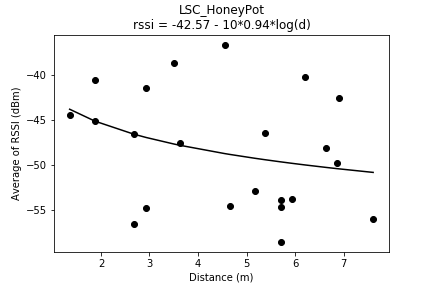 LSC_HoneyPot
rssi = -42.57 - 10*0.94*log(d)
Average of RSSI (dBm)
−40
−45
−50
−55
2
3
4
5
6
7
Distance (m)